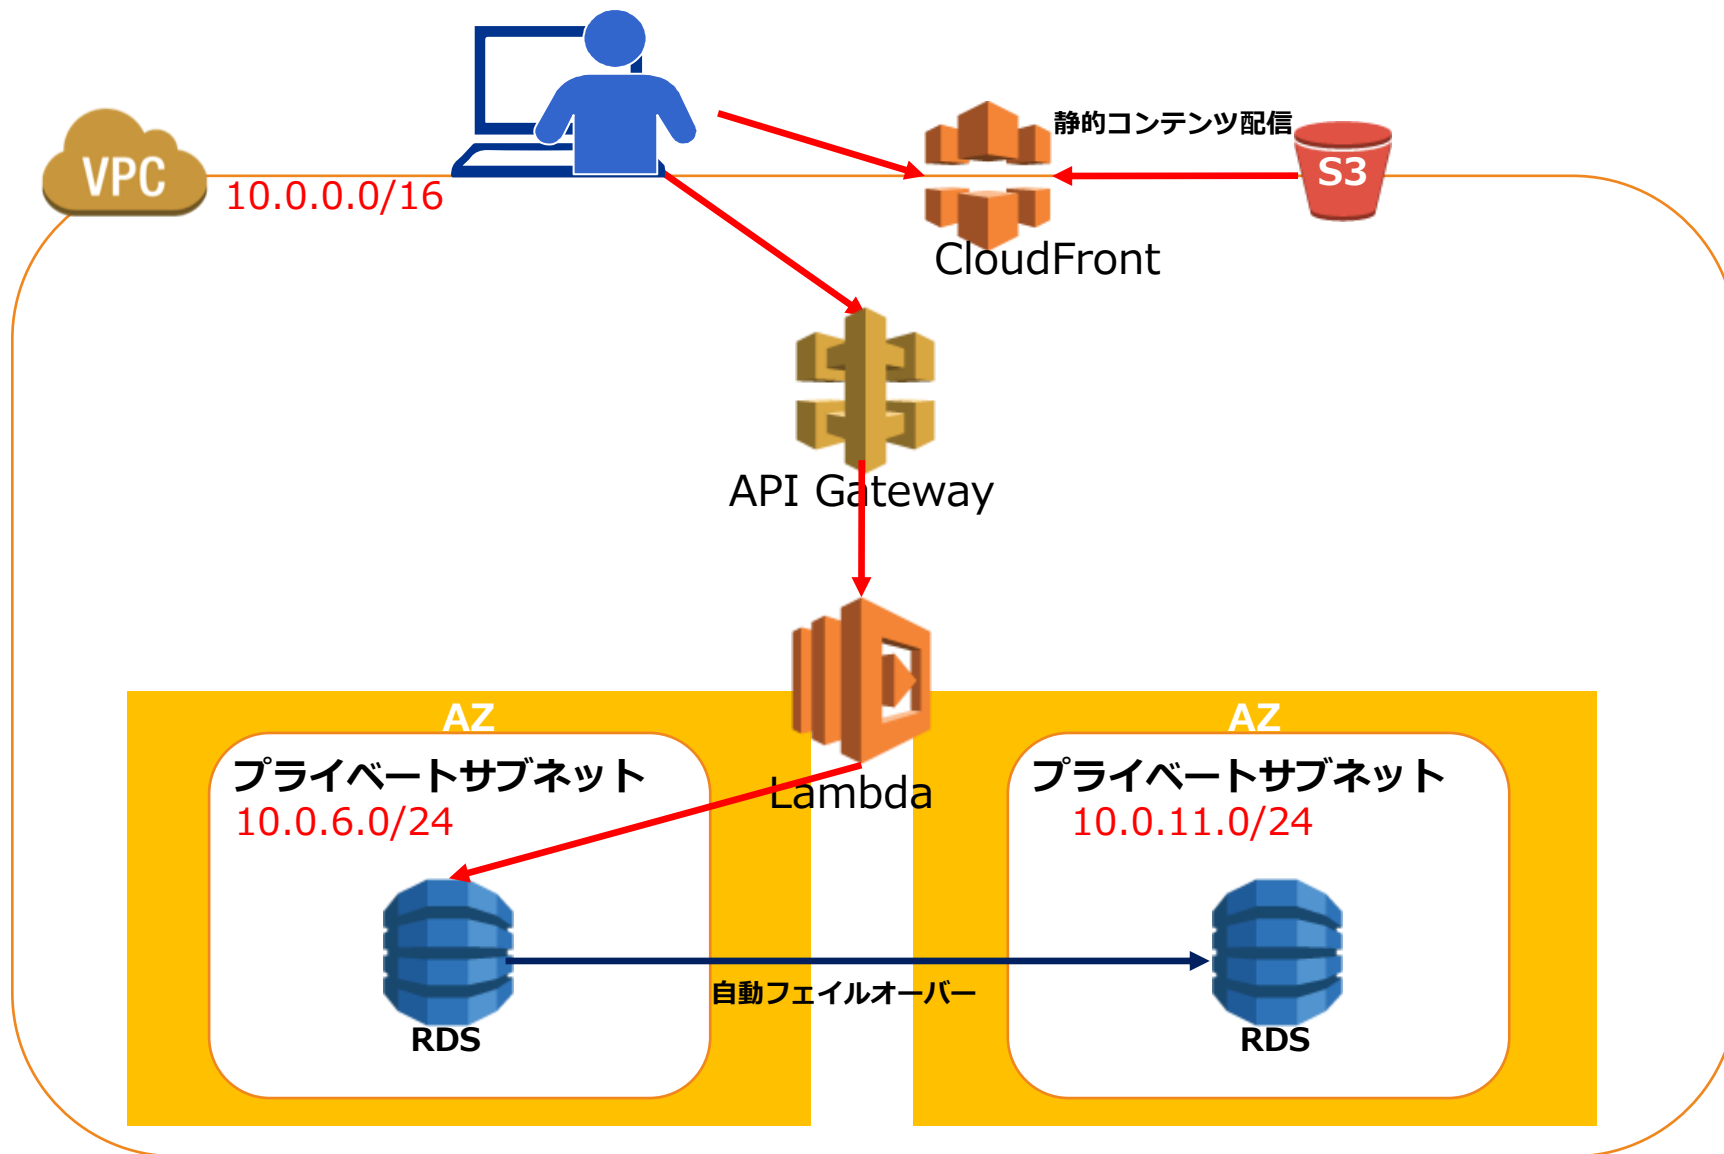 静的コンテンツ配信
VPC
10.0.0.0/16
S3
CloudFront
API Gateway
AZ
AZ
プライベートサブネット
10.0.6.0/24
Lambda
プライベートサブネット
10.0.11.0/24
自動フェイルオーバー
RDS
RDS